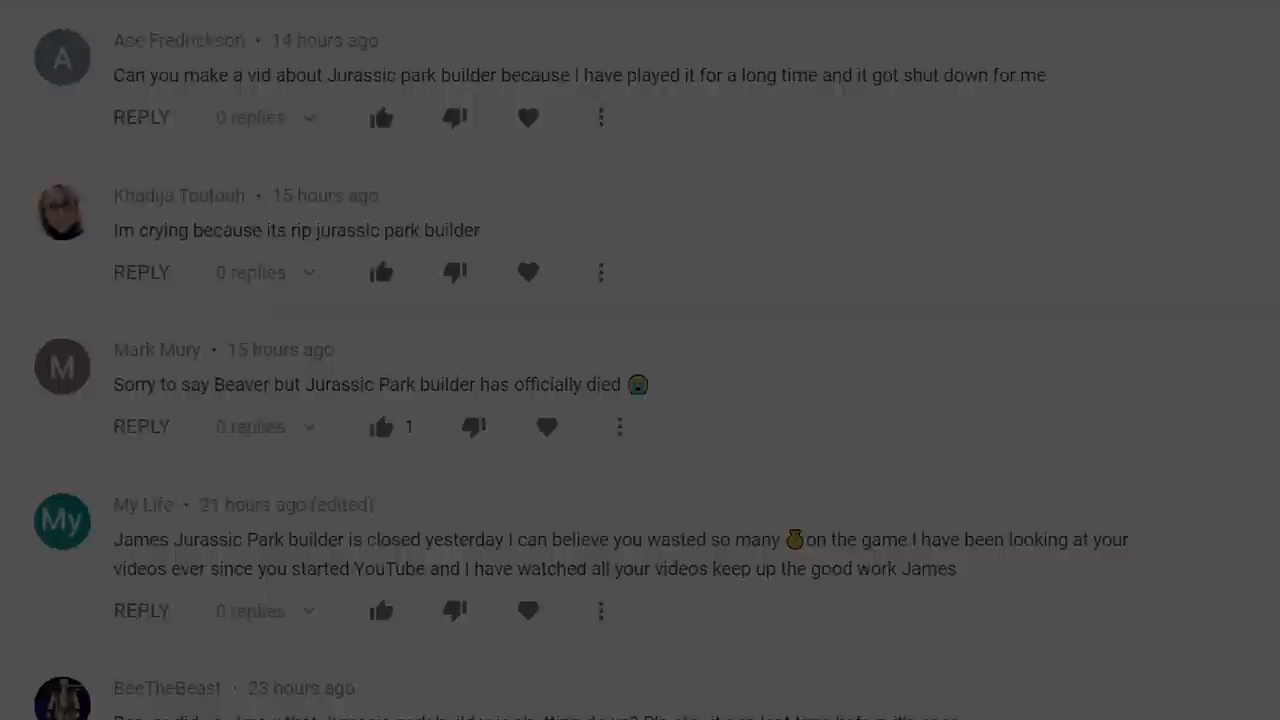 A
Ace Fredrickson • 14 hours ago
Can you make a vid about Jurassic park builder because I have played it for a long time and it got shut down for me
REPLY 0 replies
Khadija Toutouh • 15 hours ago
Im crying because its rip jurassic park builder
REPLY 0 replies
M
Mark Mury • 15 hours ago
Sorry to say Beaver but Jurassic Park builder has officially died 😭
REPLY 0 replies 1
My
My Life • 21 hours ago (edited)
James Jurassic Park builder is closed yesterday I can believe you wasted so many 💰on the game I have been looking at your
videos ever since you started YouTube and I have watched all your videos keep up the good work James
REPLY 0 replies
BeeTheBeast • 23 hours ago